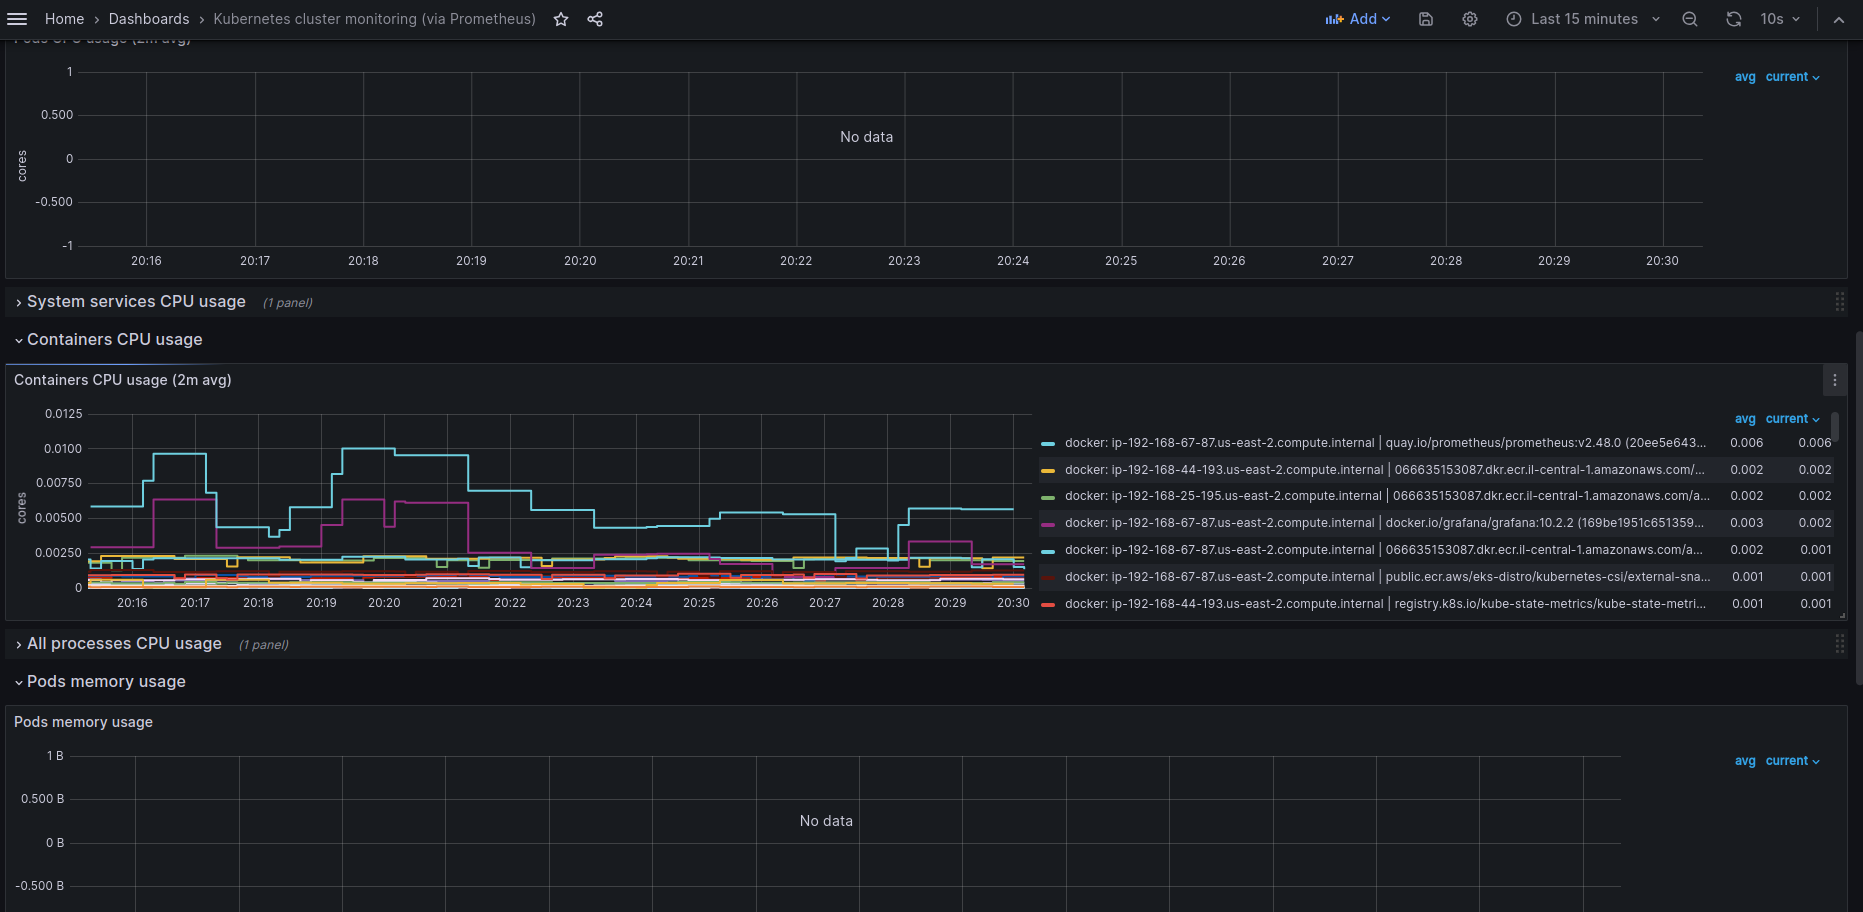 Home › Dashboards › Kubernetes cluster monitoring (via Prometheus)
Add
Last 15 minutes
10s
Pods CPU usage (2m avg)
avg current
1
0.500
0
-0.500
-1
cores
No data
20:16 20:17 20:18 20:19 20:20 20:21 20:22 20:23 20:24 20:25 20:26 20:27 20:28 20:29 20:30
System services CPU usage (1 panel)
Containers CPU usage
Containers CPU usage (2m avg)
0.0125
0.0100
0.00750
0.00500
0.00250
0
cores
20:16 20:17 20:18 20:19 20:20 20:21 20:22 20:23 20:24 20:25 20:26 20:27 20:28 20:29 20:30
avg current
docker: ip-192-168-67-87.us-east-2.compute.internal | quay.io/prometheus/prometheus:v2.48.0 (20ee5e643... 0.006 0.006
docker: ip-192-168-44-193.us-east-2.compute.internal | 066635153087.dkr.ecr.il-central-1.amazonaws.com/... 0.002 0.002
docker: ip-192-168-25-195.us-east-2.compute.internal | 066635153087.dkr.ecr.il-central-1.amazonaws.com/a... 0.002 0.002
docker: ip-192-168-67-87.us-east-2.compute.internal | docker.io/grafana/grafana:10.2.2 (169be1951c651359... 0.003 0.002
docker: ip-192-168-67-87.us-east-2.compute.internal | 066635153087.dkr.ecr.il-central-1.amazonaws.com/a... 0.002 0.001
docker: ip-192-168-67-87.us-east-2.compute.internal | public.ecr.aws/eks-distro/kubernetes-csi/external-sna... 0.001 0.001
docker: ip-192-168-44-193.us-east-2.compute.internal | registry.k8s.io/kube-state-metrics/kube-state-metri... 0.001 0.001
All processes CPU usage (1 panel)
Pods memory usage
Pods memory usage
1 B
0.500 B
0 B
-0.500 B
No data
avg current